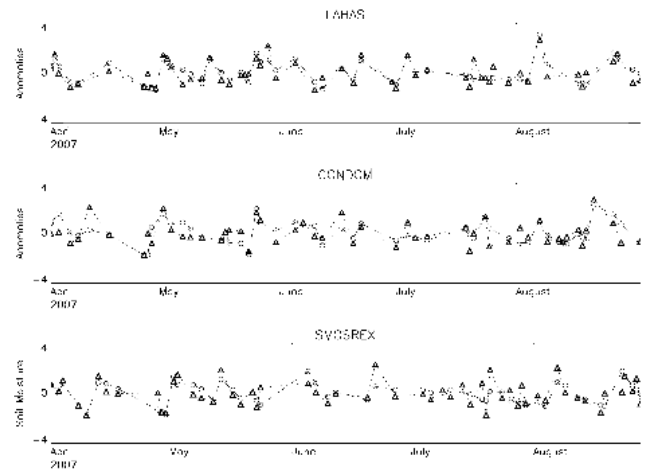 LAHAS
4
Anomalies
0
4
Apr
May
June
July
August
2007
CONDOM
4
Anomalies
0
-4
Apr
May
June
July
August
2007
SMOSREX
4
Soil Moisture
0
-4
Apr
May
June
July
August
2007